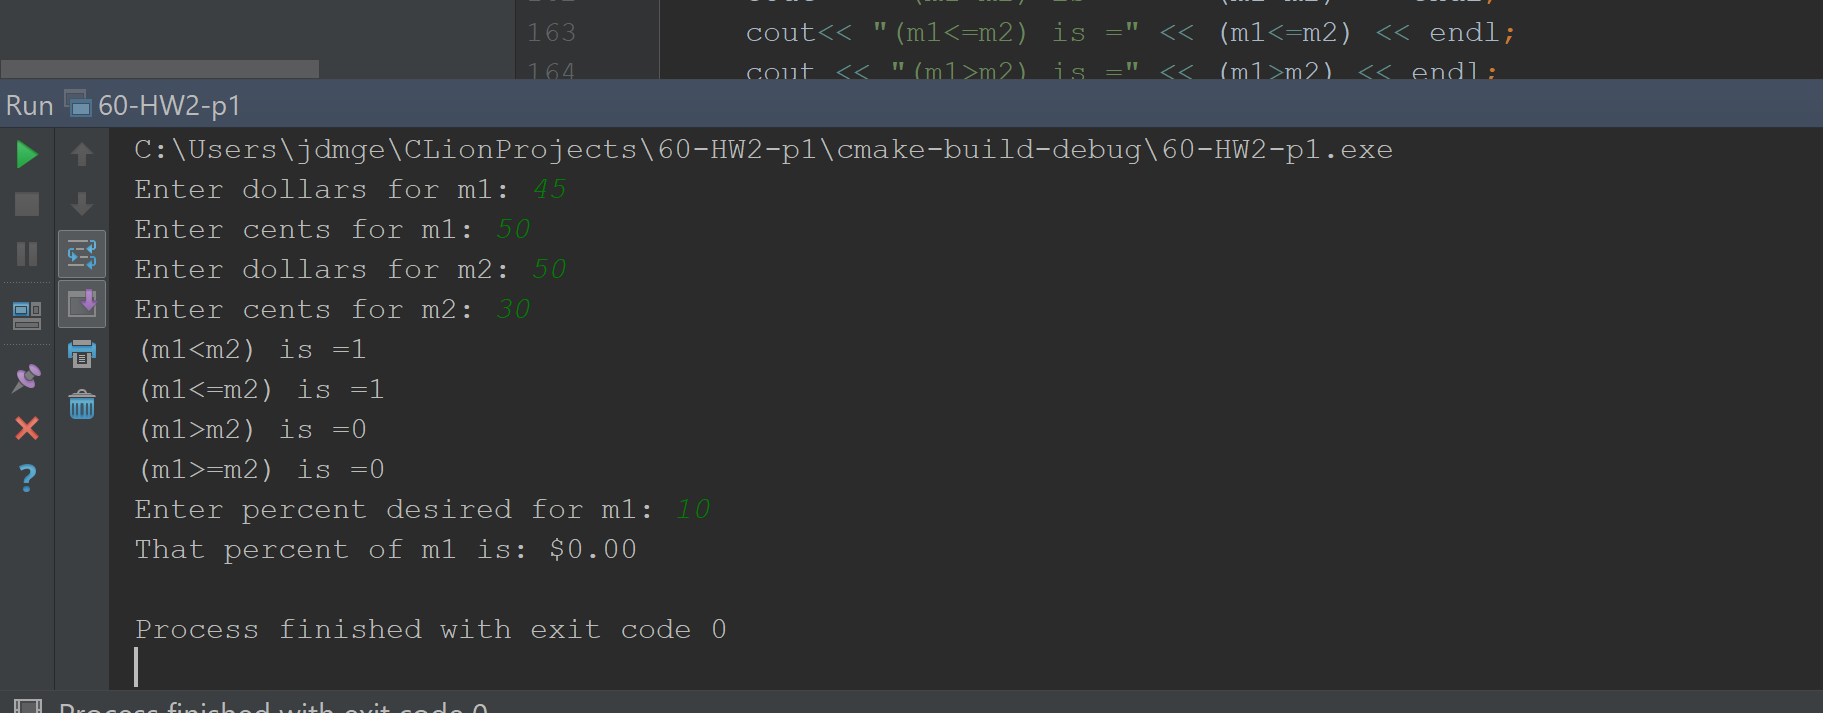 163 cout<< "(m1<=m2) is =" << (m1<=m2) << endl;
164 cout << "(m1>m2) is =" << (m1>m2) << endl;
Run 60-HW2-p1
C:\Users\jdmge\CLionProjects\60-HW2-p1\cmake-build-debug\60-HW2-p1.exe
Enter dollars for m1: 45
Enter cents for m1: 50
Enter dollars for m2: 50
Enter cents for m2: 30
(m1<m2) is =1
(m1<=m2) is =1
(m1>m2) is =0
(m1>=m2) is =0
Enter percent desired for m1: 10
That percent of m1 is: $0.00
Process finished with exit code 0
Process finished with exit code 0